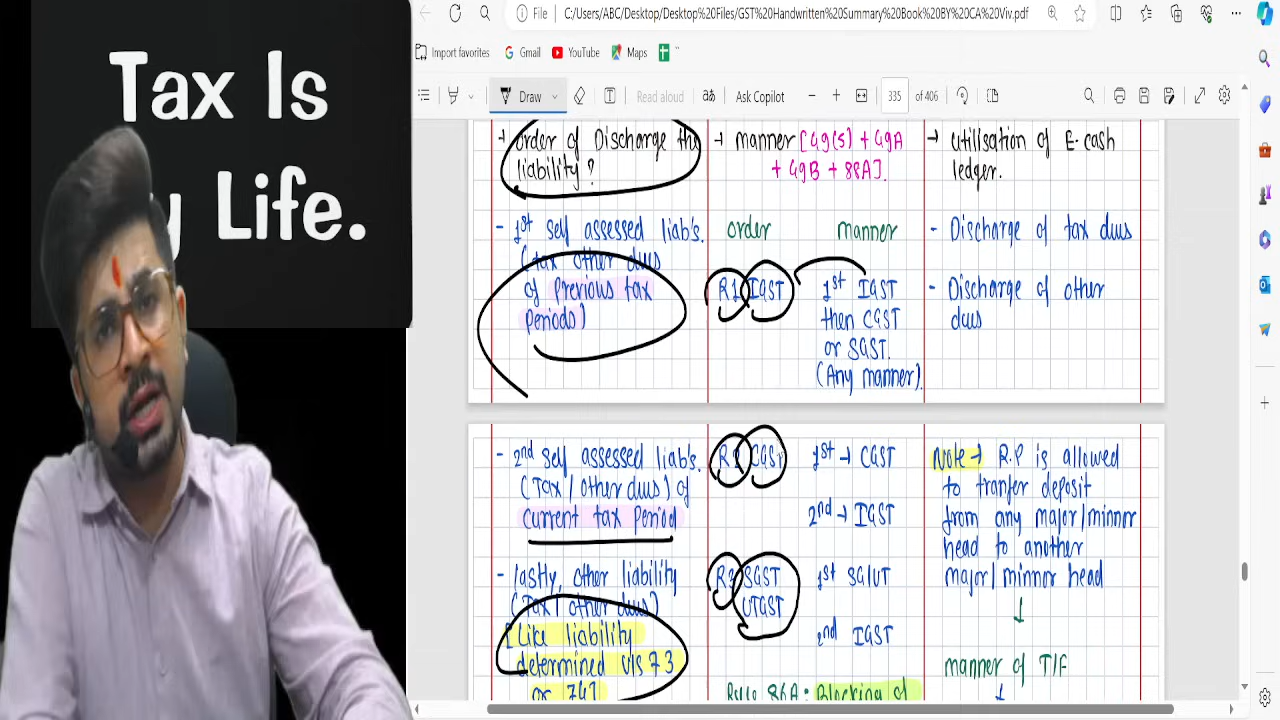 Tax Is
y Life.
File
C:/Users/ABC/Desktop/Desktop%20Files/GST%20Handwritten%20Summary%20Book%20BY%20CA%20Viv.pdf
Import favorites
Gmail
YouTube
Maps
Draw
Read aloud
Ask Copilot
335 of 406
→ order of Discharge the
liability?
- 1st self assessed liab's.
(tax other dues
of previous tax
periods)
- 2nd self assessed liab's.
(Tax / other dues) of
current tax period
- lastly, other liability
(Tax / other dues)
[Like liability
determined u/s 73
or 74]
→ manner [49(5) + 49A
+ 49B + 88A].
order manner
R1 IGST 1st IGST
then CGST
or SGST.
(Any manner).
R2 CGST 1st → CGST
2nd → IGST
R3 SGST 1st SG/UT
UTGST
2nd IGST
Rule 86A: Blocking of
→ Utilisation of E-cash
ledger.
- Discharge of tax dues
- Discharge of other
dues
Note → R.P is allowed
to tranfer deposit
from any major/minnor
head to another
major/minnor head
↓
manner of T/F
↓